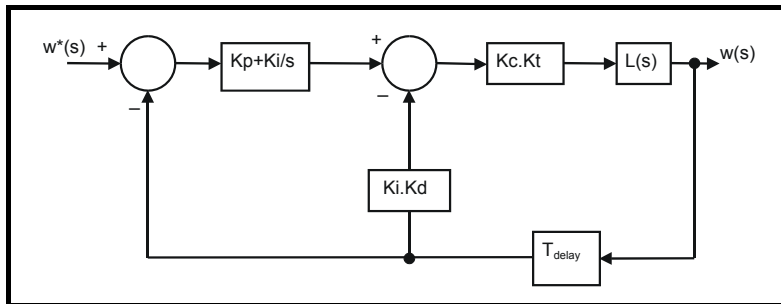 w*(s)
+
Kp+Ki/s
+
Kc.Kt
L(s)
w(s)
–
–
Ki.Kd
Tdelay